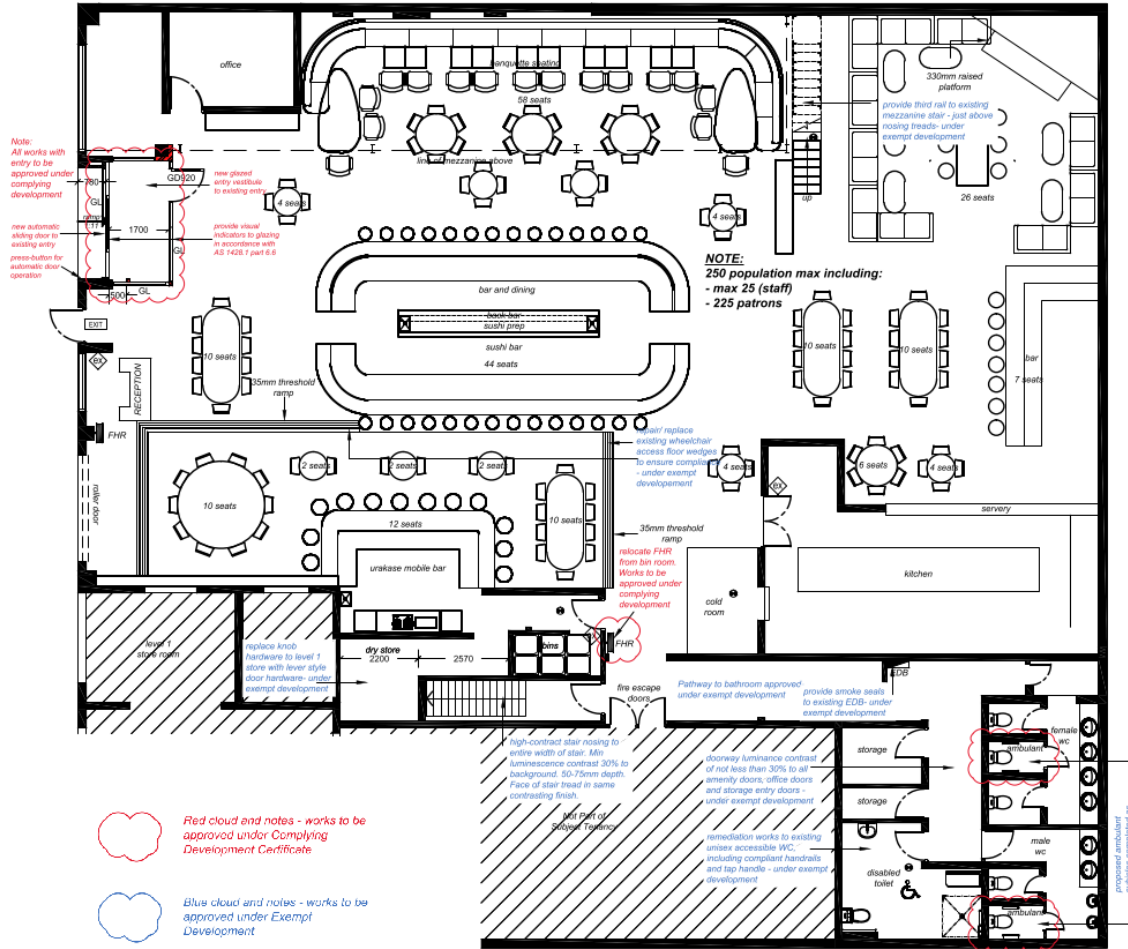 office
banquette seating
58 seats
line of mezzanine above
330mm raised
platform
provide third rail to existing
mezzanine stair - just above
nosing treads- under
exempt development
26 seats
up
Note:
All works with
entry to be
approved under
complying
development
780
GL
GD920
new glazed
entry vestibule
to existing entry
new automatic
sliding door to
existing entry
ramp
1700
provide visual
indicators to glazing
in accordance with
AS 1428.1 part 6.6
press-button for
automatic door
operation
GL
500
GL
4 seats
4 seats
NOTE:
250 population max including:
- max 25 (staff)
- 225 patrons
EXIT
ex
RECEPTION
FHR
roller door
10 seats
35mm threshold
ramp
bar and dining
back bar
sushi prep
sushi bar
44 seats
10 seats
10 seats
bar
7 seats
repair/ replace
existing wheelchair
access floor wedges
to ensure compliance
- under exempt
developement
2 seats
2 seats
2 seats
10 seats
12 seats
10 seats
urakase mobile bar
35mm threshold
ramp
4 seats
6 seats
4 seats
ex
servery
kitchen
cold
room
relocate FHR
from bin room.
Works to be
approved under
complying
development
FHR
level 1
store room
replace knob
hardware to level 1
store with lever style
door hardware- under
exempt development
dry store
2200
2570
bins
fire escape
doors
Pathway to bathroom approved
under exempt development
EDB
provide smoke seals
to existing EDB- under
exempt development
high-contract stair nosing to
entire width of stair. Min
luminescence contrast 30% to
background. 50-75mm depth.
Face of stair tread in same
contrasting finish.
Not Part of
Subject Tenancy
doorway luminance contrast
of not less than 30% to all
amenity doors, office doors
and storage entry doors -
under exempt development
remediation works to existing
unisex accessible WC,
including compliant handrails
and tap handle - under exempt
development
storage
storage
disabled
toilet
female
wc
ambulant
male
wc
ambulant
proposed ambulant
Red cloud and notes - works to be
approved under Complying
Development Certificate
Blue cloud and notes - works to be
approved under Exempt
Development